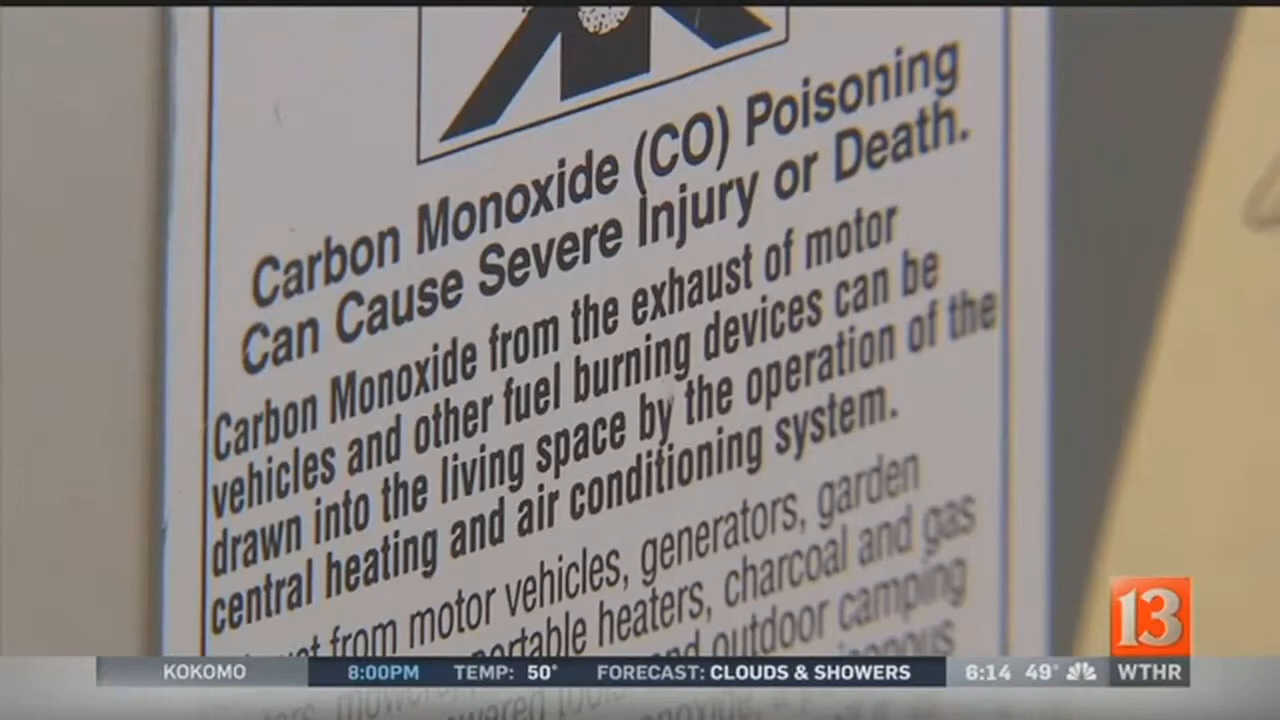 Carbon Monoxide (CO) Poisoning
Can Cause Severe Injury or Death.
Carbon Monoxide from the exhaust of motor
vehicles and other fuel burning devices can be
drawn into the living space by the operation of the
central heating and air conditioning system.
from motor vehicles, generators, garden
heaters, charcoal and gas
outdoor camping
13
WTHR
KOKOMO 8:00PM TEMP: 50° FORECAST: CLOUDS & SHOWERS 6:14 49°